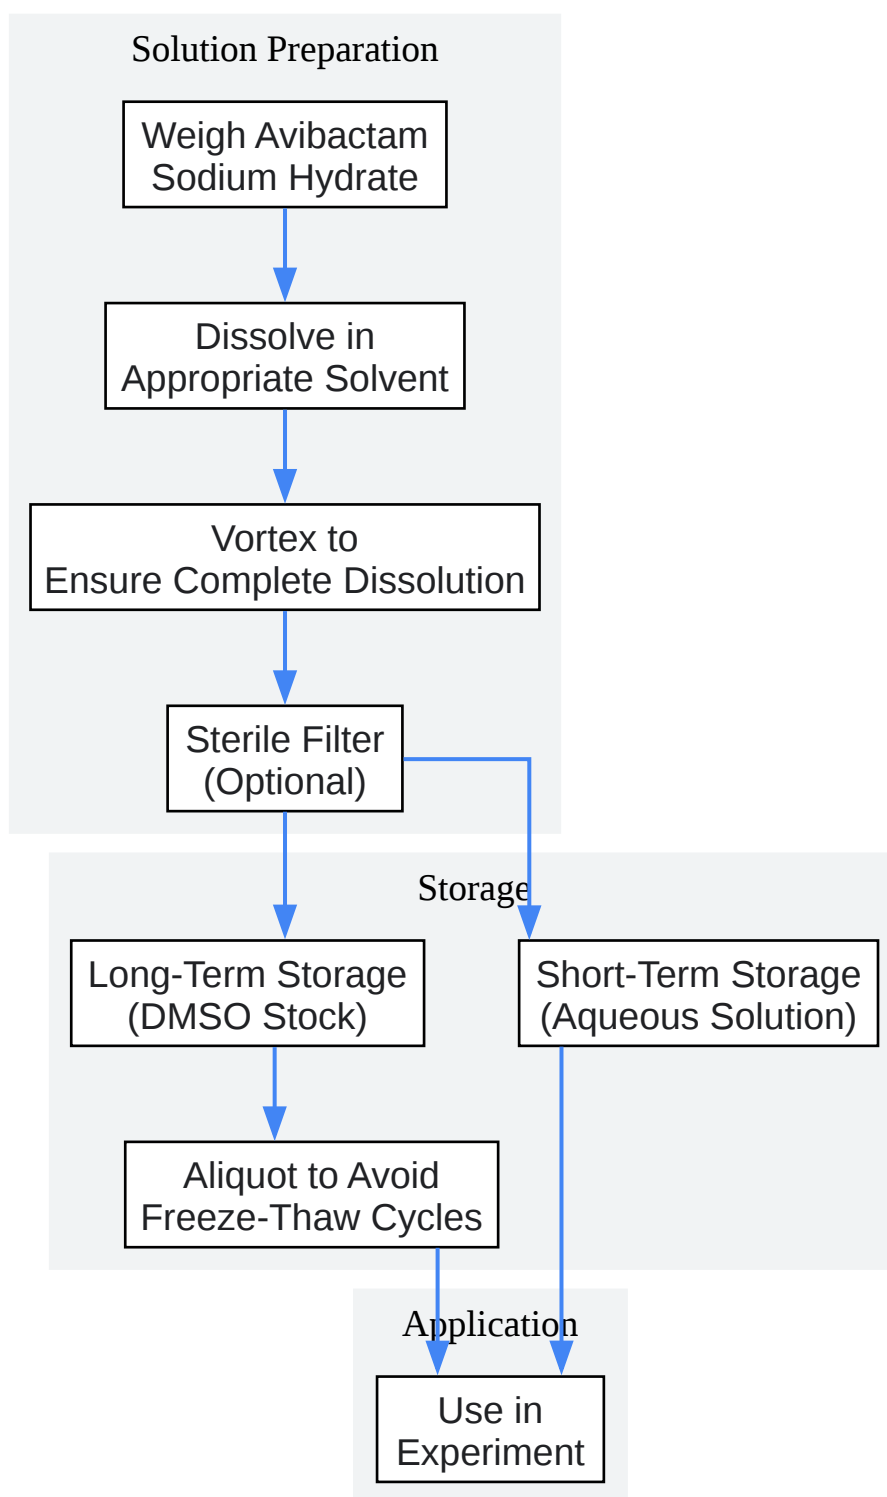 Solution Preparation
Weigh Avibactam
Sodium Hydrate
Dissolve in
Appropriate Solvent
Vortex to
Ensure Complete Dissolution
Sterile Filter
(Optional)
Storage
Long-Term Storage
(DMSO Stock)
Short-Term Storage
(Aqueous Solution)
Aliquot to Avoid
Freeze-Thaw Cycles
Application
Use in
Experiment